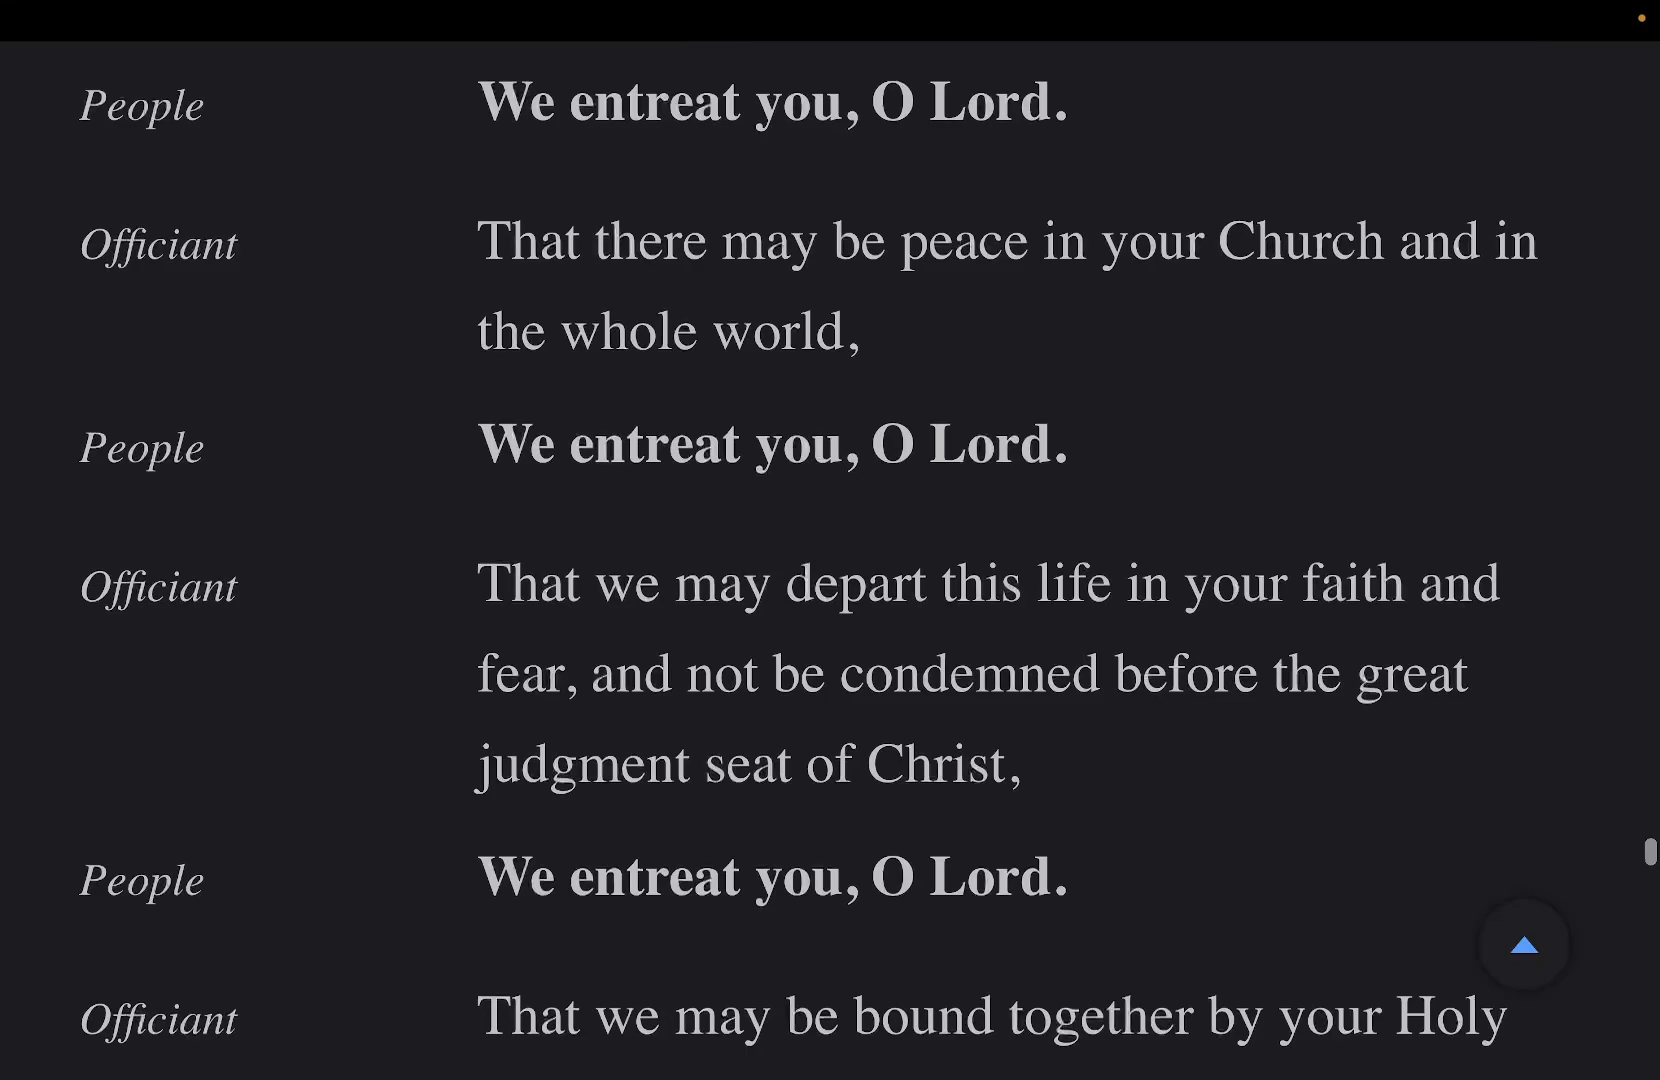 People We entreat you, O Lord.
Officiant That there may be peace in your Church and in
the whole world,
People We entreat you, O Lord.
Officiant That we may depart this life in your faith and
fear, and not be condemned before the great
judgment seat of Christ,
People We entreat you, O Lord.
Officiant That we may be bound together by your Holy